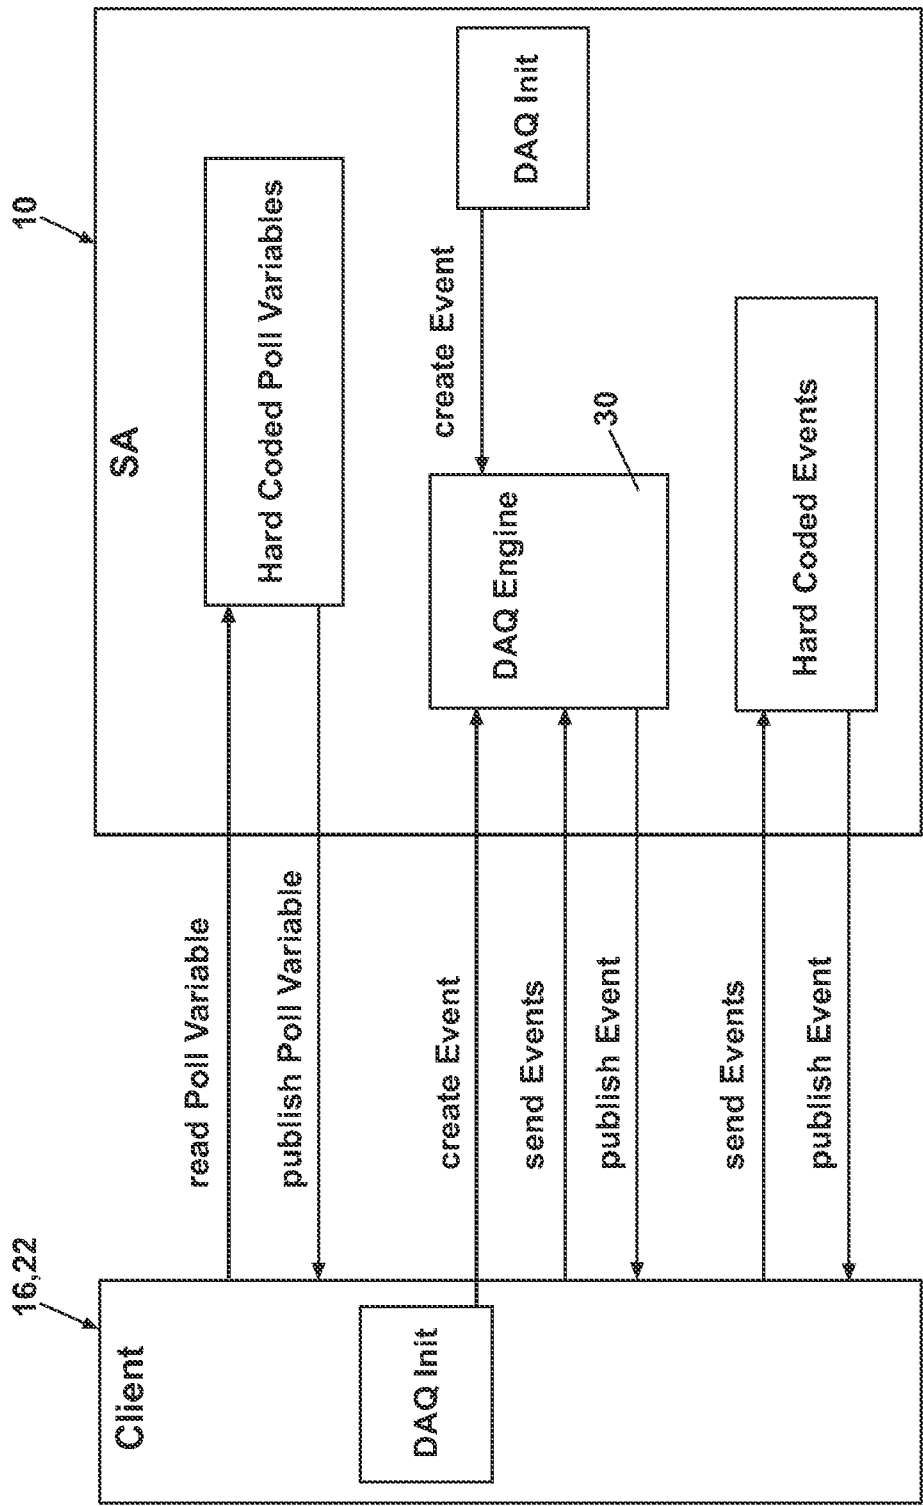 16,22
10
Client
SA
read Poll Variable
publish Poll Variable
Hard Coded Poll Variables
DAQ Init
create Event
send Events
publish Event
DAQ Engine
30
create Event
DAQ Init
send Events
publish Event
Hard Coded Events